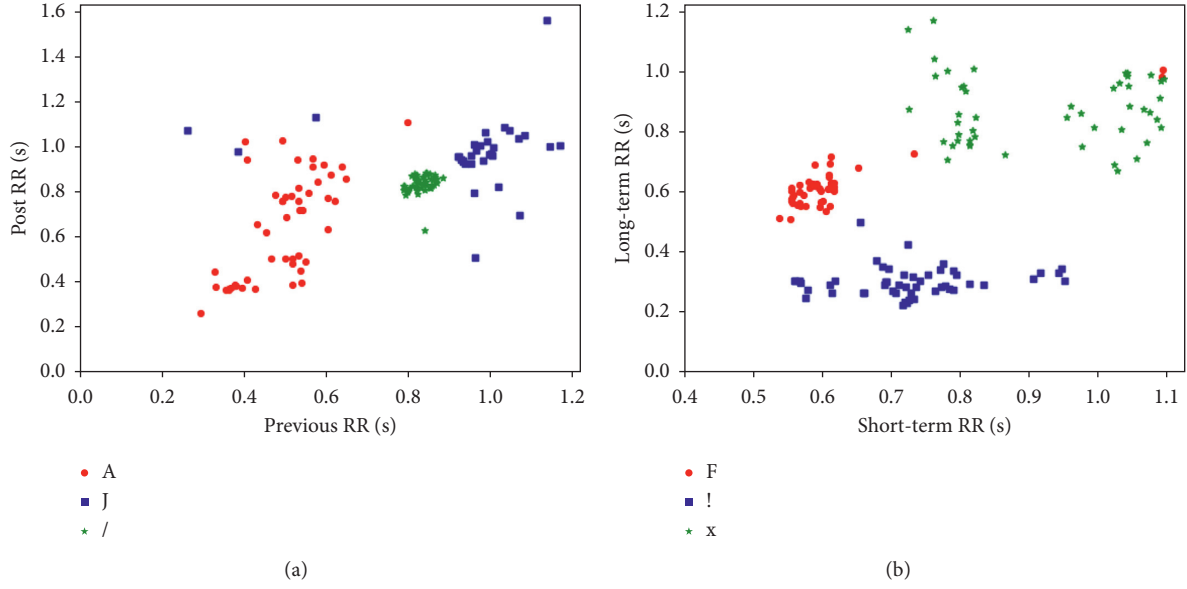 1.6
1.4
1.2
1.0
0.8
0.6
0.4
0.2
0.0
Post RR (s)
0.0 0.2 0.4 0.6 0.8 1.0 1.2
Previous RR (s)
A
J
/
(a)
1.2
1.0
0.8
0.6
0.4
0.2
0.0
Long-term RR (s)
0.4 0.5 0.6 0.7 0.8 0.9 1.0 1.1
Short-term RR (s)
F
!
x
(b)